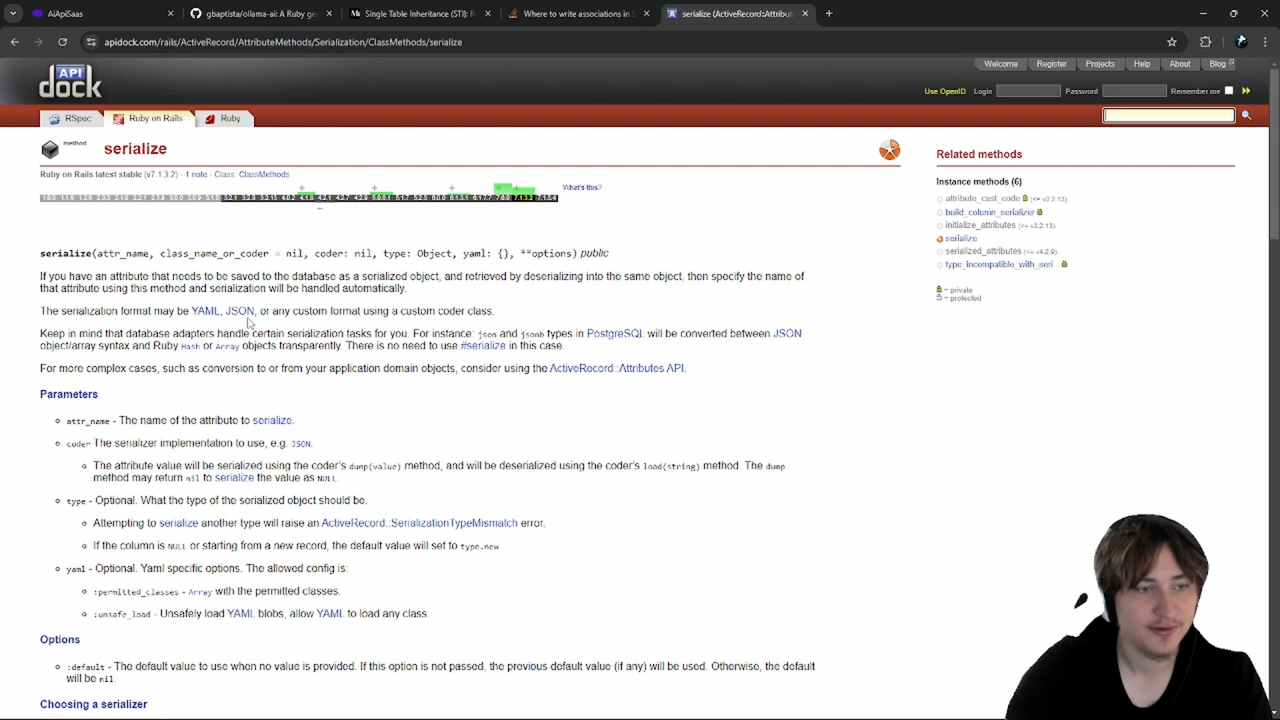 AiApiSaas
gbaptista/ollama-ai: A Ruby ge
Single Table Inheritance (STI): R
Where to write associations in S
serialize (ActiveRecord::Attribut
apidock.com/rails/ActiveRecord/AttributeMethods/Serialization/ClassMethods/serialize
API
dock
Welcome
Register
Projects
Help
About
Blog
Use OpenID
Login
Password
Remember me
RSpec
Ruby on Rails
Ruby
method
serialize
Ruby on Rails latest stable (v7.1.3.2) - 1 note - Class: ClassMethods
What's this?
serialize(attr_name, class_name_or_coder = nil, coder: nil, type: Object, yaml: {}, **options) public
If you have an attribute that needs to be saved to the database as a serialized object, and retrieved by deserializing into the same object, then specify the name of
that attribute using this method and serialization will be handled automatically.
The serialization format may be YAML, JSON, or any custom format using a custom coder class.
Keep in mind that database adapters handle certain serialization tasks for you. For instance: json and jsonb types in PostgreSQL will be converted between JSON
object/array syntax and Ruby Hash or Array objects transparently. There is no need to use #serialize in this case.
For more complex cases, such as conversion to or from your application domain objects, consider using the ActiveRecord::Attributes API.
Parameters
attr_name - The name of the attribute to serialize.
coder The serializer implementation to use, e.g. JSON.
The attribute value will be serialized using the coder's dump(value) method, and will be deserialized using the coder's load(string) method. The dump
method may return nil to serialize the value as NULL.
type - Optional. What the type of the serialized object should be.
Attempting to serialize another type will raise an ActiveRecord::SerializationTypeMismatch error.
If the column is NULL or starting from a new record, the default value will set to type.new
yaml - Optional. Yaml specific options. The allowed config is:
:permitted_classes - Array with the permitted classes.
:unsafe_load - Unsafely load YAML blobs, allow YAML to load any class.
Options
:default - The default value to use when no value is provided. If this option is not passed, the previous default value (if any) will be used. Otherwise, the default
will be nil.
Choosing a serializer
Related methods
Instance methods (6)
attribute_cast_code (<= v3.2.13)
build_column_serializer
initialize_attributes (<= v3.2.13)
serialize
serialized_attributes (<= v4.2.9)
type_incompatible_with_seri...
= private
= protected